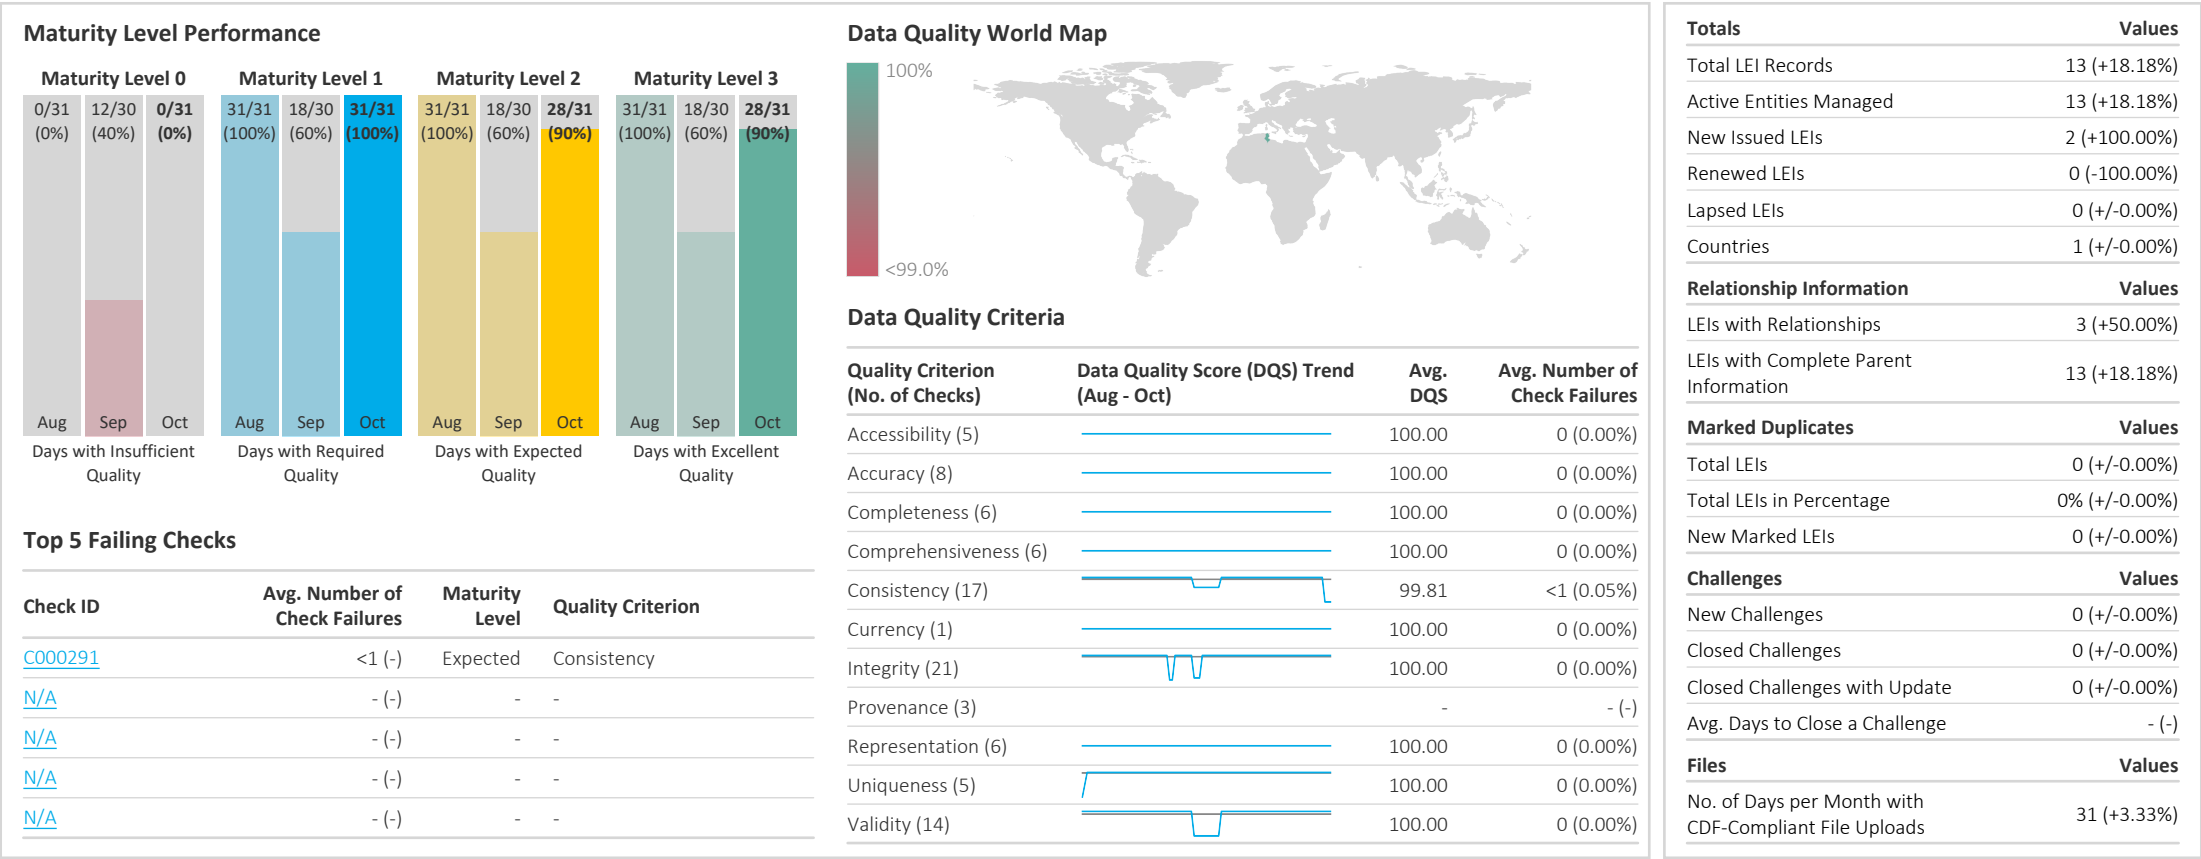 Maturity Level Performance
Maturity Level 0
Maturity Level 1
Maturity Level 2
Maturity Level 3
0/31 12/30 0/31
(0%) (40%) (0%)
31/31 18/30 31/31
(100%) (60%) (100%)
31/31 18/30 28/31
(100%) (60%) (90%)
31/31 18/30 28/31
(100%) (60%) (90%)
Aug Sep Oct
Aug Sep Oct
Aug Sep Oct
Aug Sep Oct
Days with Insufficient
Quality
Days with Required
Quality
Days with Expected
Quality
Days with Excellent
Quality
Top 5 Failing Checks
Check ID
Avg. Number of
Check Failures
Maturity
Level
Quality Criterion
C000291 <1 (-) Expected Consistency
N/A - (-) - -
N/A - (-) - -
N/A - (-) - -
N/A - (-) - -
Data Quality World Map
100%
<99.0%
Data Quality Criteria
Quality Criterion
(No. of Checks)
Data Quality Score (DQS) Trend
(Aug - Oct)
Avg.
DQS
Avg. Number of
Check Failures
Accessibility (5) 100.00 0 (0.00%)
Accuracy (8) 100.00 0 (0.00%)
Completeness (6) 100.00 0 (0.00%)
Comprehensiveness (6) 100.00 0 (0.00%)
Consistency (17) 99.81 <1 (0.05%)
Currency (1) 100.00 0 (0.00%)
Integrity (21) 100.00 0 (0.00%)
Provenance (3) - - (-)
Representation (6) 100.00 0 (0.00%)
Uniqueness (5) 100.00 0 (0.00%)
Validity (14) 100.00 0 (0.00%)
Totals Values
Total LEI Records 13 (+18.18%)
Active Entities Managed 13 (+18.18%)
New Issued LEIs 2 (+100.00%)
Renewed LEIs 0 (-100.00%)
Lapsed LEIs 0 (+/-0.00%)
Countries 1 (+/-0.00%)
Relationship Information Values
LEIs with Relationships 3 (+50.00%)
LEIs with Complete Parent
Information 13 (+18.18%)
Marked Duplicates Values
Total LEIs 0 (+/-0.00%)
Total LEIs in Percentage 0% (+/-0.00%)
New Marked LEIs 0 (+/-0.00%)
Challenges Values
New Challenges 0 (+/-0.00%)
Closed Challenges 0 (+/-0.00%)
Closed Challenges with Update 0 (+/-0.00%)
Avg. Days to Close a Challenge - (-)
Files Values
No. of Days per Month with
CDF-Compliant File Uploads 31 (+3.33%)